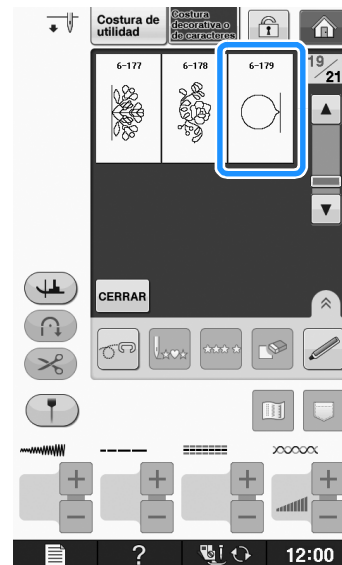 Costura de
utilidad
Costura
decorativa o
de caracteres
6-177
6-178
6-179
19
21
CERRAR
?
12:00